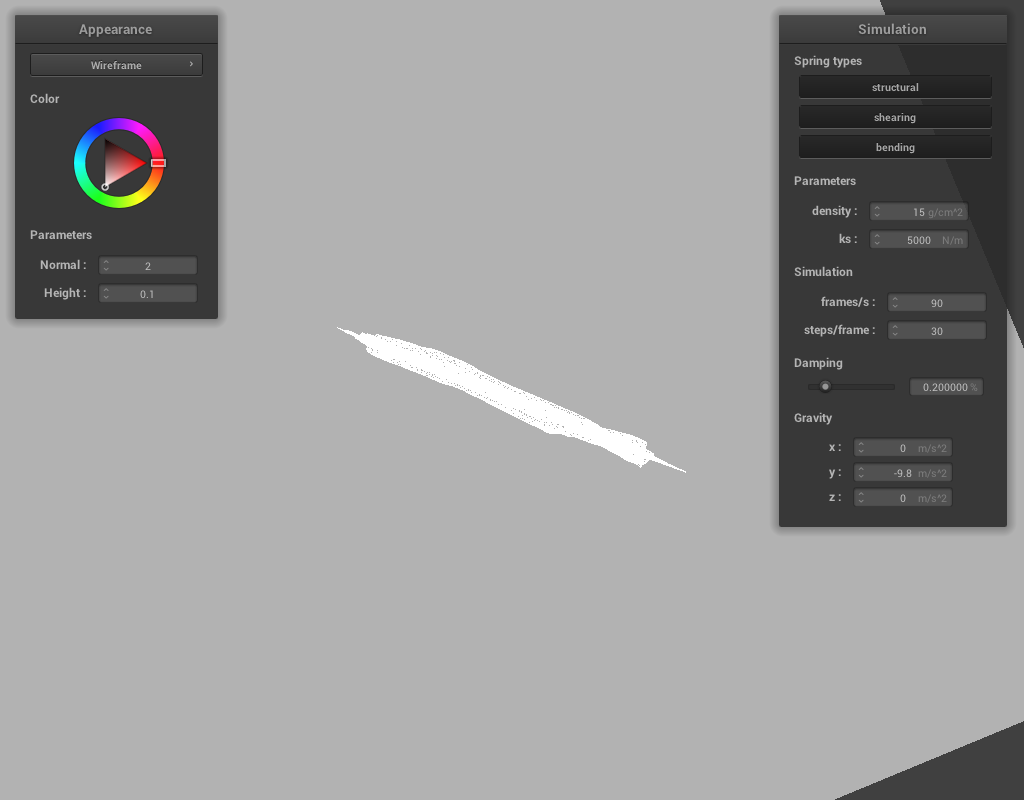 Appearance
Wireframe
Color
Parameters
Normal : 2
Height : 0.1
Simulation
Spring types
structural
shearing
bending
Parameters
density : 15 g/cm^2
ks : 5000 N/m
Simulation
frames/s : 90
steps/frame : 30
Damping
0.200000 %
Gravity
x : 0 m/s^2
y : -9.8 m/s^2
z : 0 m/s^2